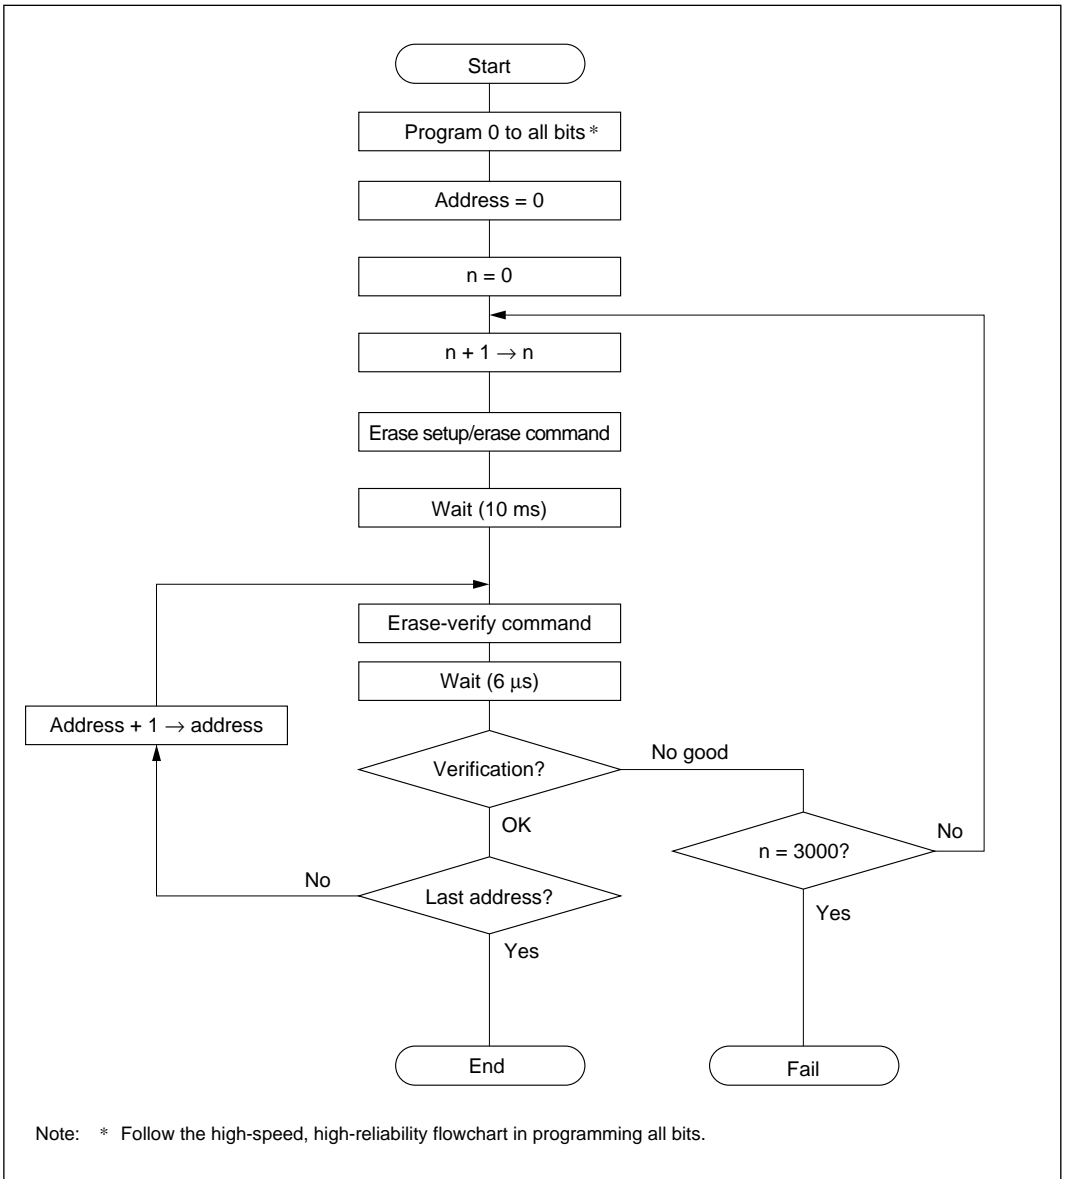 Start
Program 0 to all bits *
Address = 0
n = 0
n + 1 → n
Erase setup/erase command
Wait (10 ms)
Erase-verify command
Wait (6 μs)
Address + 1 → address
Verification?
No good
OK
n = 3000?
No
Last address?
No
Yes
Yes
End
Fail
Note: * Follow the high-speed, high-reliability flowchart in programming all bits.